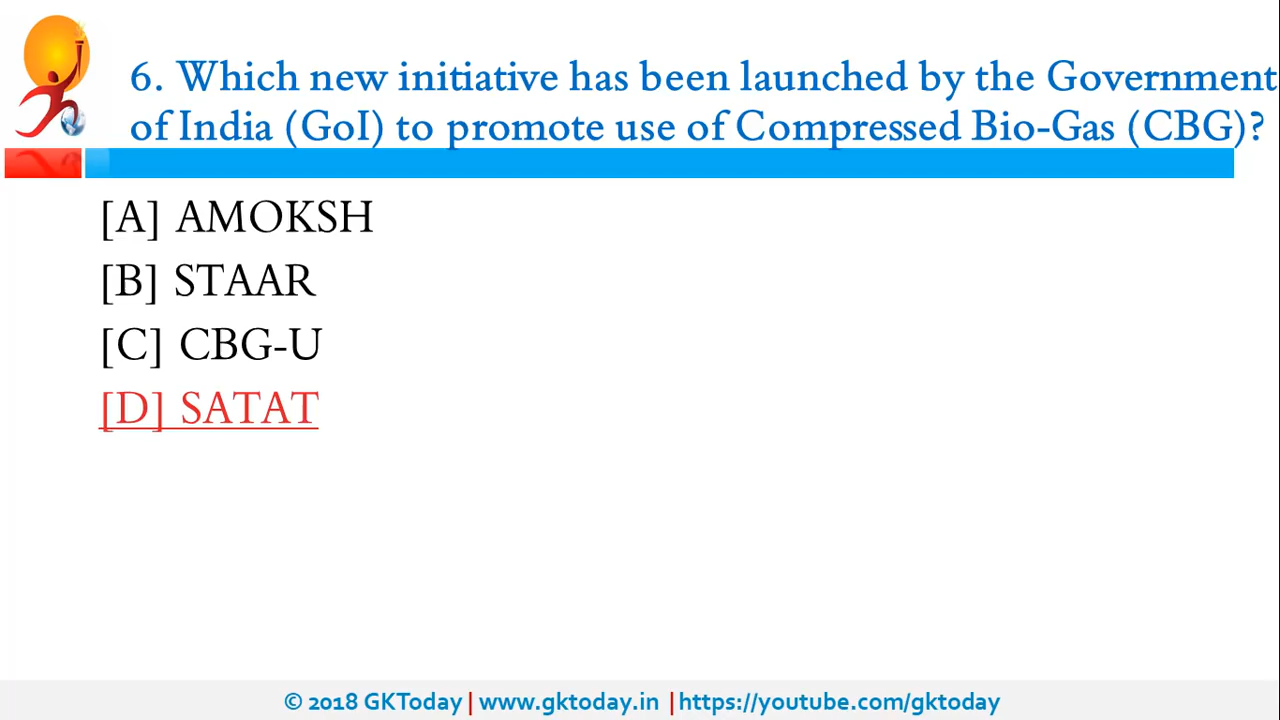 6. Which new initiative has been launched by the Government
of India (GoI) to promote use of Compressed Bio-Gas (CBG)?
[A] AMOKSH
[B] STAAR
[C] CBG-U
[D] SATAT
© 2018 GKToday | www.gktoday.in | https://youtube.com/gktoday